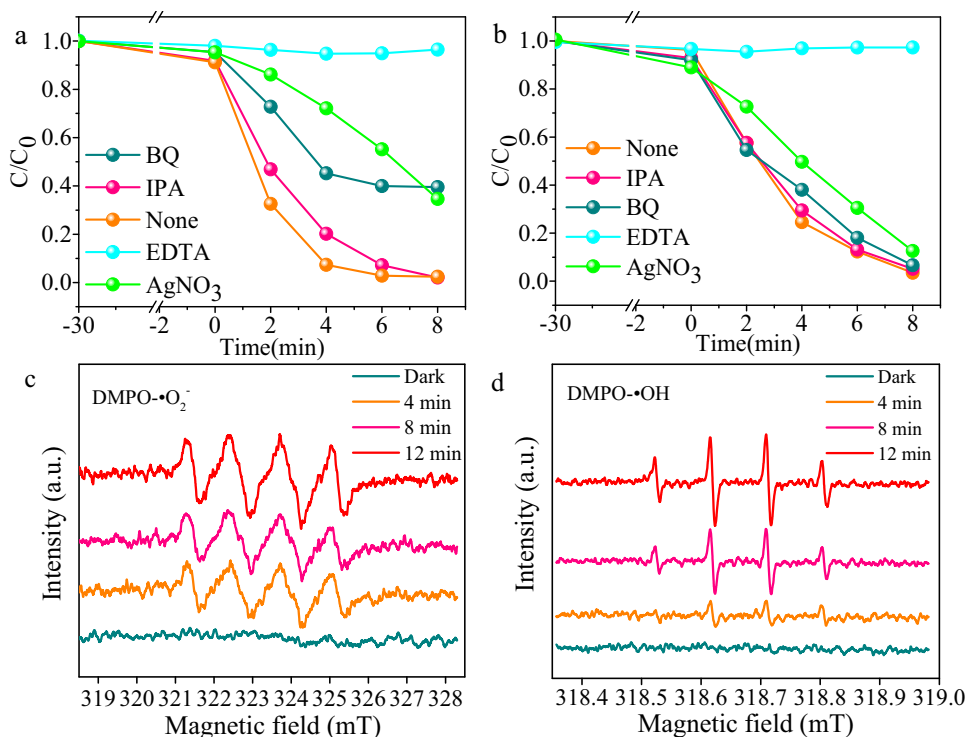 a
C/C0
1.0
0.8
0.6
0.4
0.2
0.0
BQ
IPA
None
EDTA
AgNO3
-30
-2
0
2
4
6
8
Time(min)
b
C/C0
1.0
0.8
0.6
0.4
0.2
0.0
None
IPA
BQ
EDTA
AgNO3
-30
-2
0
2
4
6
8
Time(min)
c
DMPO-•O2-
Dark
4 min
8 min
12 min
Intensity (a.u.)
319 320 321 322 323 324 325 326 327 328
Magnetic field (mT)
d
DMPO-•OH
Dark
4 min
8 min
12 min
Intensity (a.u.)
318.4 318.5 318.6 318.7 318.8 318.9 319.0
Magnetic field (mT)